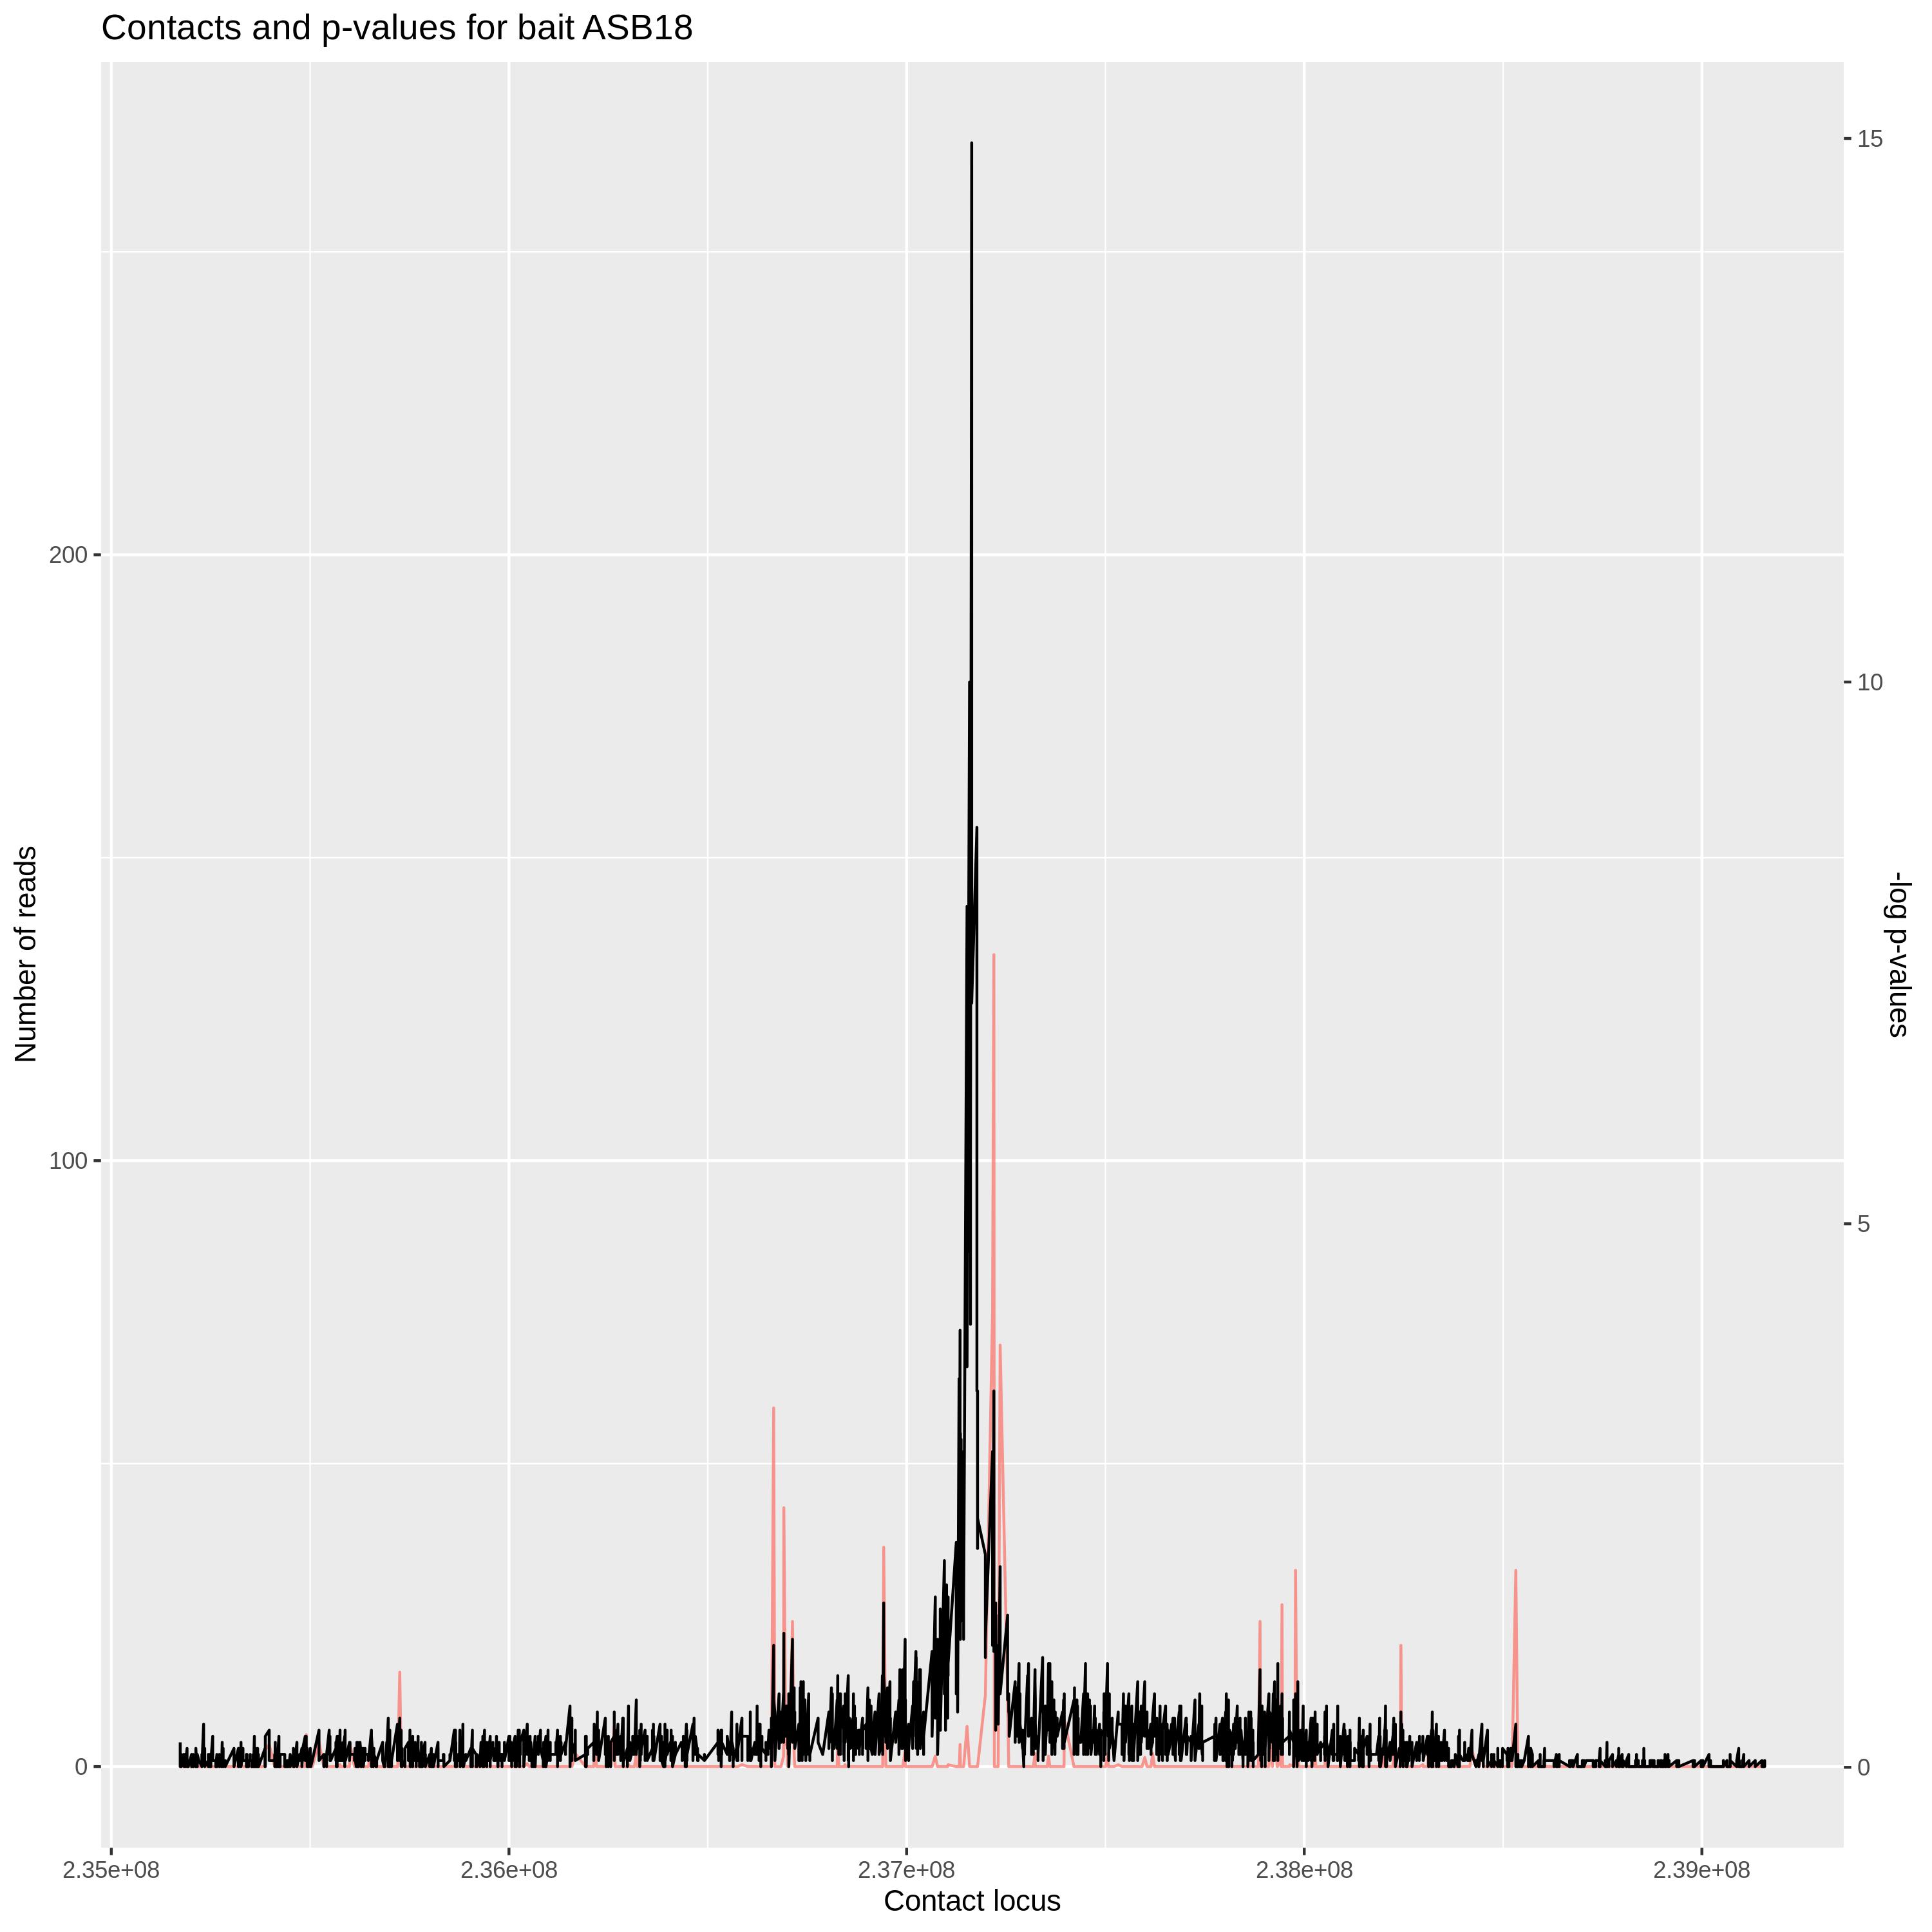 Contacts and p-values for bait ASB18
15
200
10
Number of reads
-log p-values
100
5
0
0
2.35e+08
2.36e+08
2.37e+08
2.38e+08
2.39e+08
Contact locus